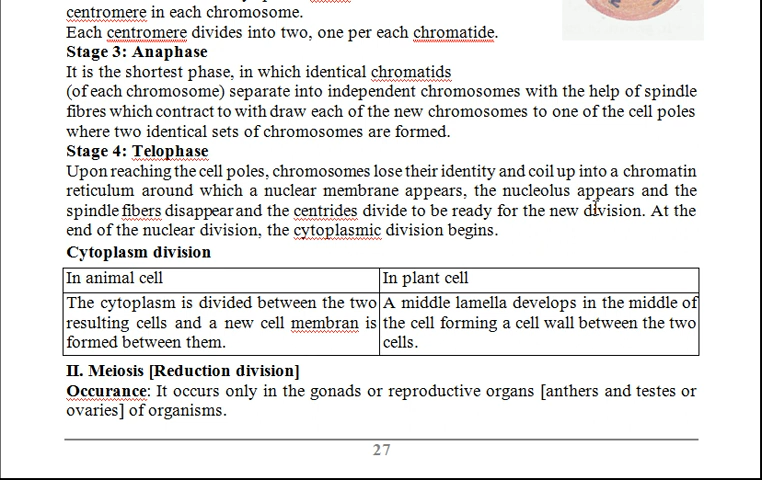 centromere in each chromosome.
Each centromere divides into two, one per each chromatide.
Stage 3: Anaphase
It is the shortest phase, in which identical chromatids
(of each chromosome) separate into independent chromosomes with the help of spindle
fibres which contract to with draw each of the new chromosomes to one of the cell poles
where two identical sets of chromosomes are formed.
Stage 4: Telophase
Upon reaching the cell poles, chromosomes lose their identity and coil up into a chromatin
reticulum around which a nuclear membrane appears, the nucleolus appears and the
spindle fibers disappear and the centrides divide to be ready for the new division. At the
end of the nuclear division, the cytoplasmic division begins.
Cytoplasm division
In animal cell
In plant cell
The cytoplasm is divided between the two
resulting cells and a new cell membran is
formed between them.
A middle lamella develops in the middle of
the cell forming a cell wall between the two
cells.
II. Meiosis [Reduction division]
Occurance: It occurs only in the gonads or reproductive organs [anthers and testes or
ovaries] of organisms.
27